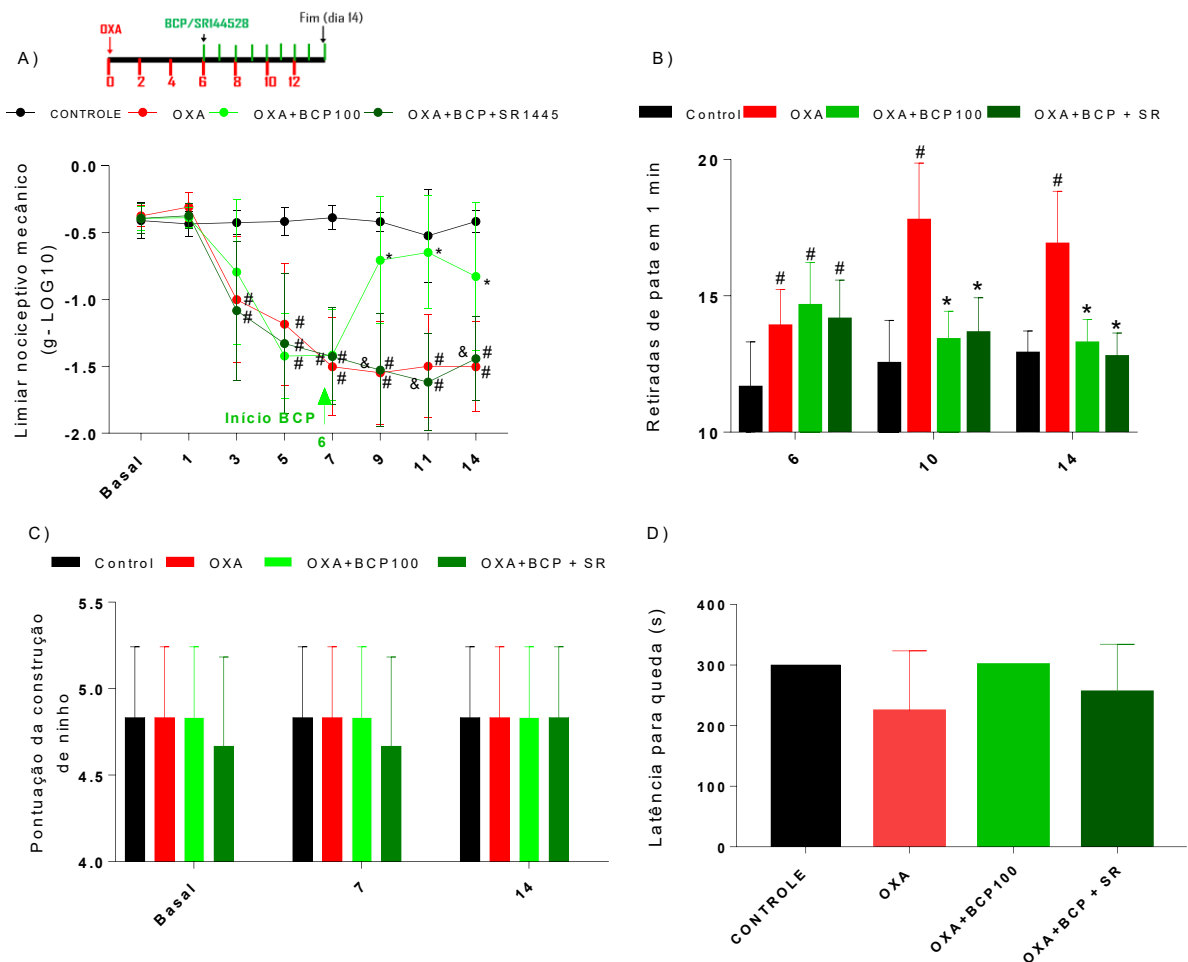 A)
OXA
BCP/SR144528
Fim (dia 14)
0 2 4 6 8 10 12
CONTROLE OXA OXA+BCP100 OXA+BCP+SR1445
Limiar nociceptivo mecânico
(g- LOG10)
0.0
-0.5
-1.0
-1.5
-2.0
# # # # # # # # & # # & # & # #
* * *
Início BCP
6
Basal 1 3 5 7 9 11 14
B)
Control OXA OXA+BCP100 OXA+BCP + SR
Retiradas de pata em 1 min
20
15
10
# # # # * * # * *
6 10 14
C)
Control OXA OXA+BCP100 OXA+BCP + SR
Pontuação da construção
de ninho
5.5
5.0
4.5
4.0
Basal 7 14
D)
Latência para queda (s)
400
300
200
100
0
CONTROLE
OXA
OXA+BCP100
OXA+BCP + SR